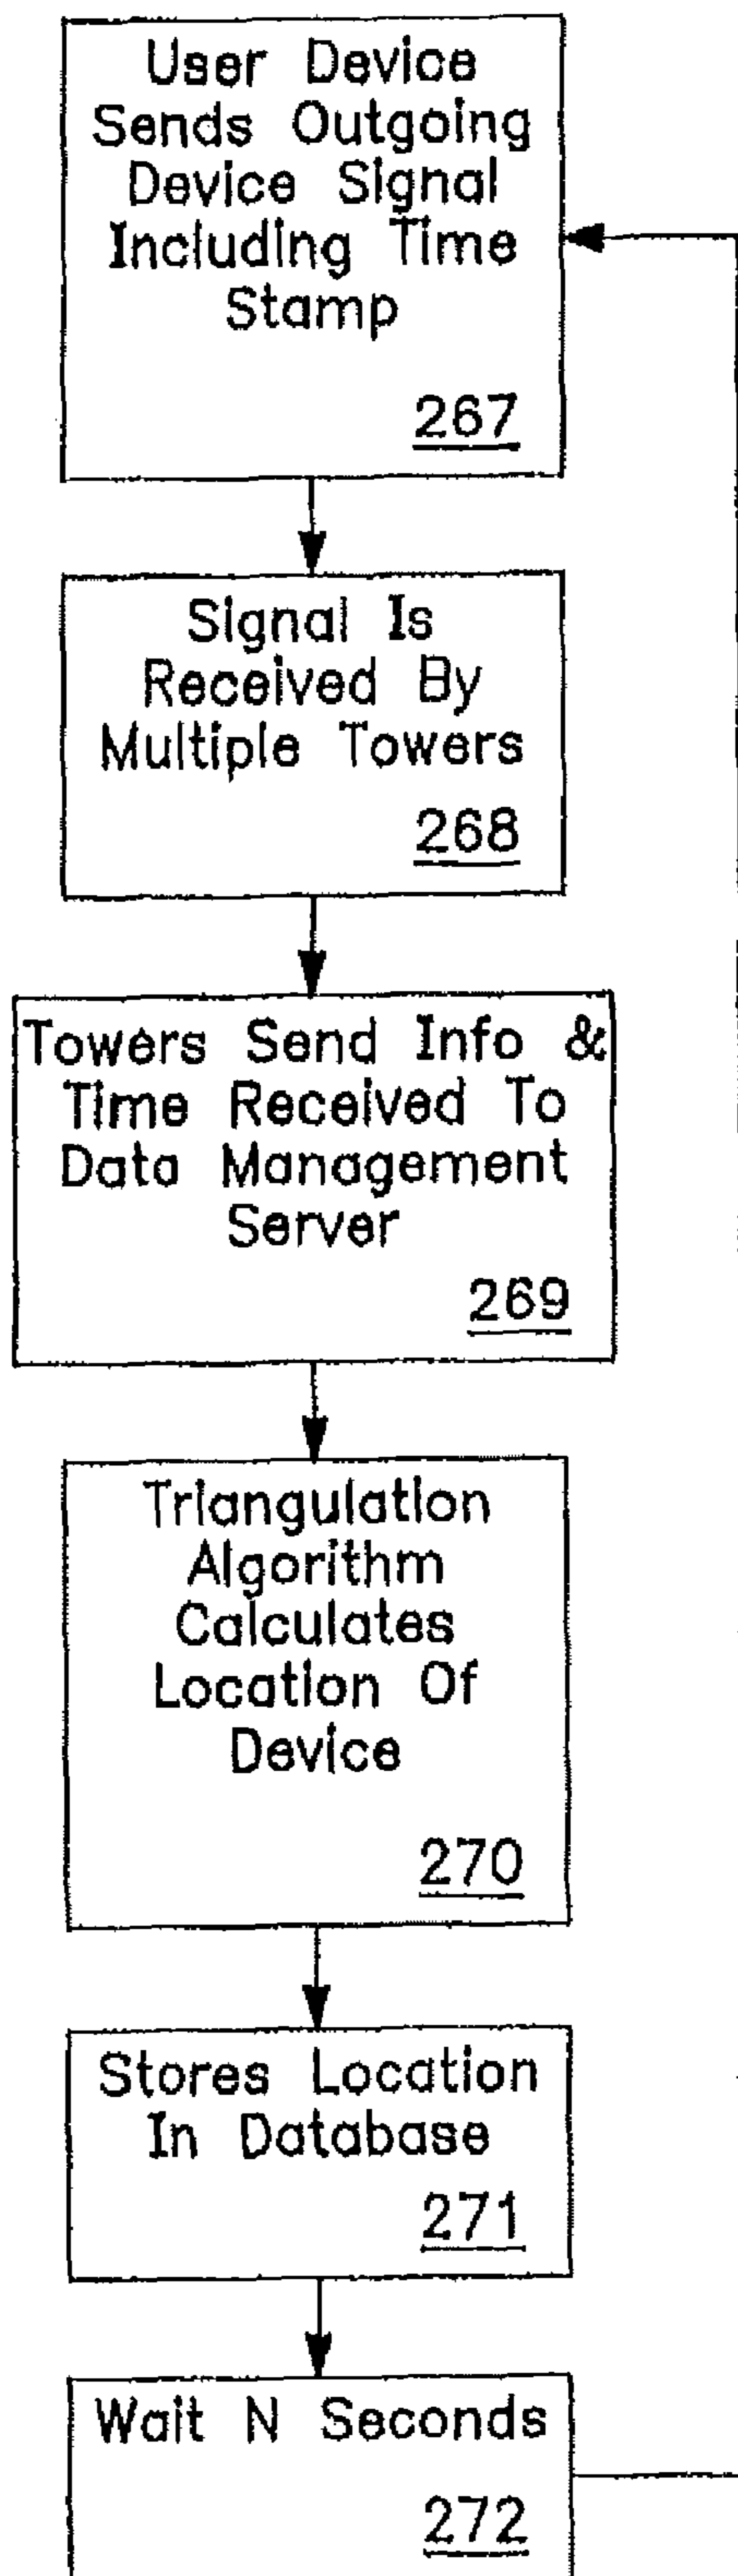 User Device
Sends Outgoing
Device Signal
Including Time
Stamp
267
Signal Is
Received By
Multiple Towers
268
Towers Send Info &
Time Received To
Data Management
Server
269
Triangulation
Algorithm
Calculates
Location Of
Device
270
Stores Location
In Database
271
Wait N Seconds
272